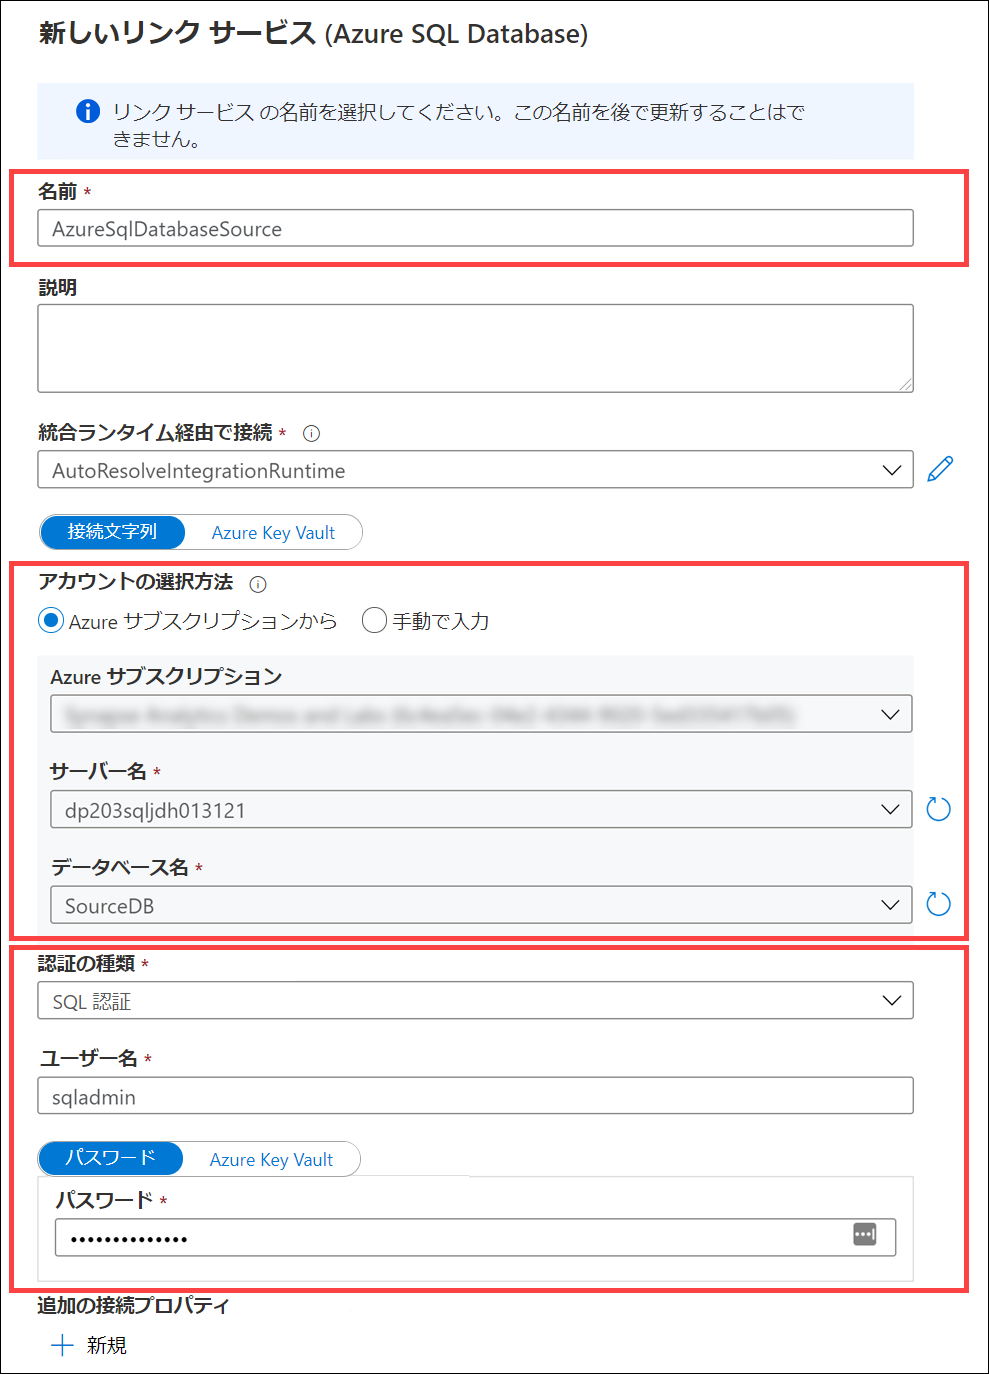 新しいリンク サービス (Azure SQL Database)
リンク サービス の名前を選択してください。この名前を後で更新することはで
きません。
名前 *
AzureSqlDatabaseSource
説明
統合ランタイム経由で接続 *
AutoResolveIntegrationRuntime
接続文字列 Azure Key Vault
アカウントの選択方法
Azure サブスクリプションから 手動で入力
Azure サブスクリプション
サーバー名 *
dp203sqljdh013121
データベース名 *
SourceDB
認証の種類 *
SQL 認証
ユーザー名 *
sqladmin
パスワード Azure Key Vault
パスワード *
••••••••••••••
追加の接続プロパティ
新規